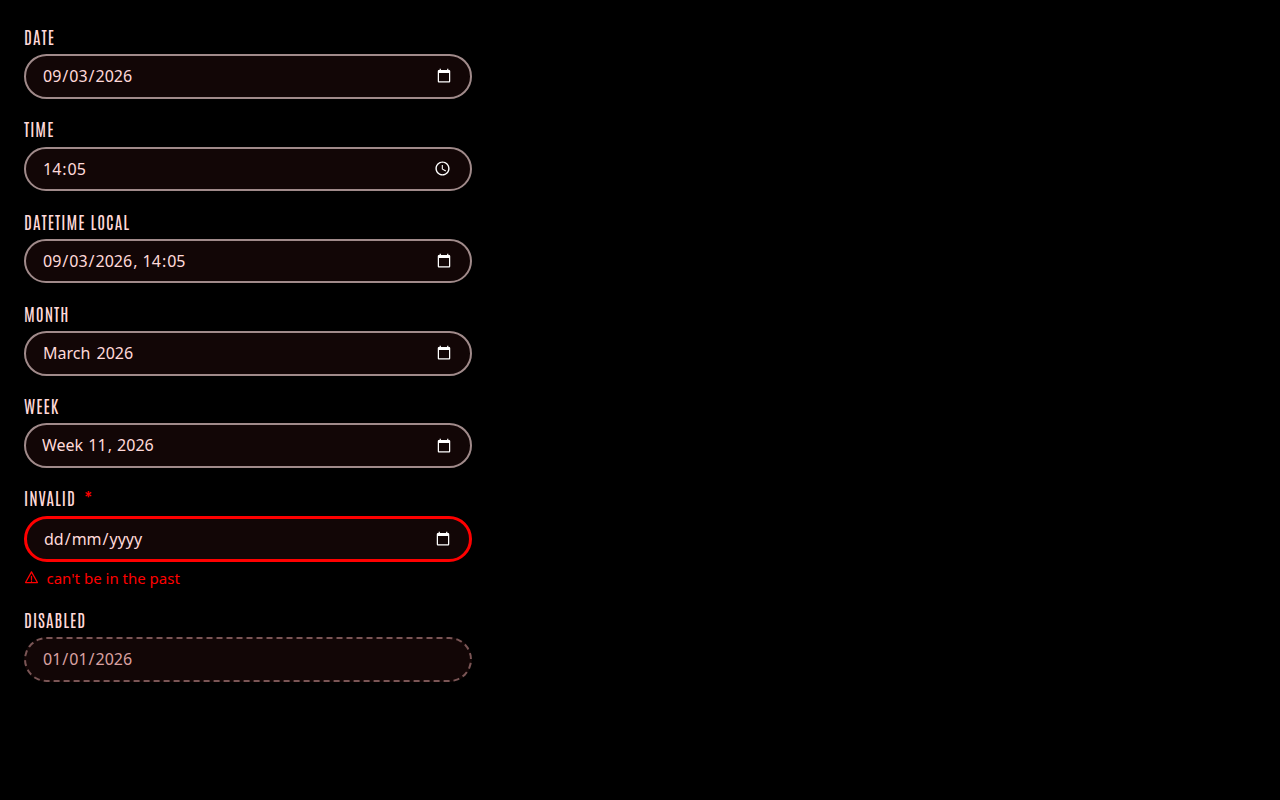 DATE
09/03/2026
TIME
14:05
DATETIME LOCAL
09/03/2026, 14:05
MONTH
March 2026
WEEK
Week 11, 2026
INVALID *
dd/mm/yyyy
can't be in the past
DISABLED
01/01/2026